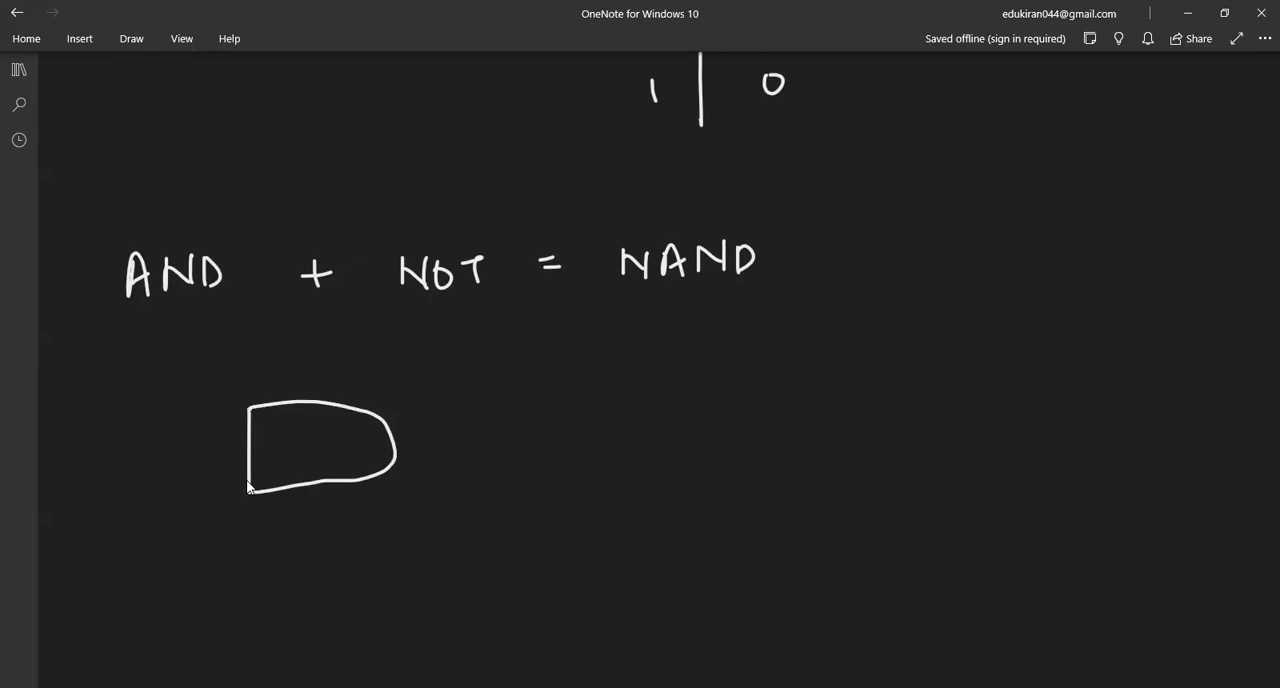 OneNote for Windows 10
edukiran044@gmail.com
Home Insert Draw View Help
Saved offline (sign in required)
Share
1 | 0
AND + NOT = NAND